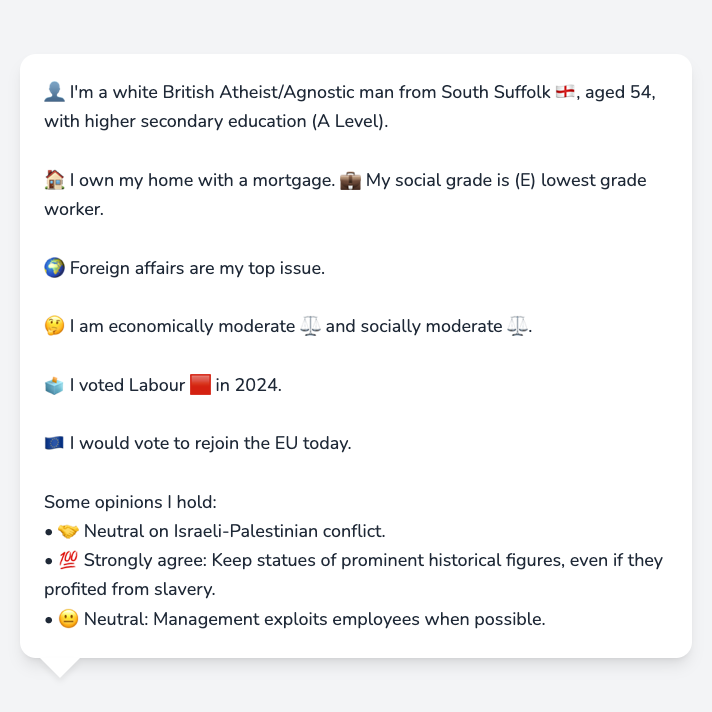 👤 I'm a white British Atheist/Agnostic man from South Suffolk 🏴󠁧󠁢󠁥󠁮󠁧󠁿, aged 54,
with higher secondary education (A Level).
🏠 I own my home with a mortgage. 💼 My social grade is (E) lowest grade
worker.
🌍 Foreign affairs are my top issue.
🤔 I am economically moderate ⚖️ and socially moderate ⚖️.
🗳️ I voted Labour 🟥 in 2024.
🇪🇺 I would vote to rejoin the EU today.
Some opinions I hold:
• 🤝 Neutral on Israeli-Palestinian conflict.
• 💯 Strongly agree: Keep statues of prominent historical figures, even if they
profited from slavery.
• 😐 Neutral: Management exploits employees when possible.